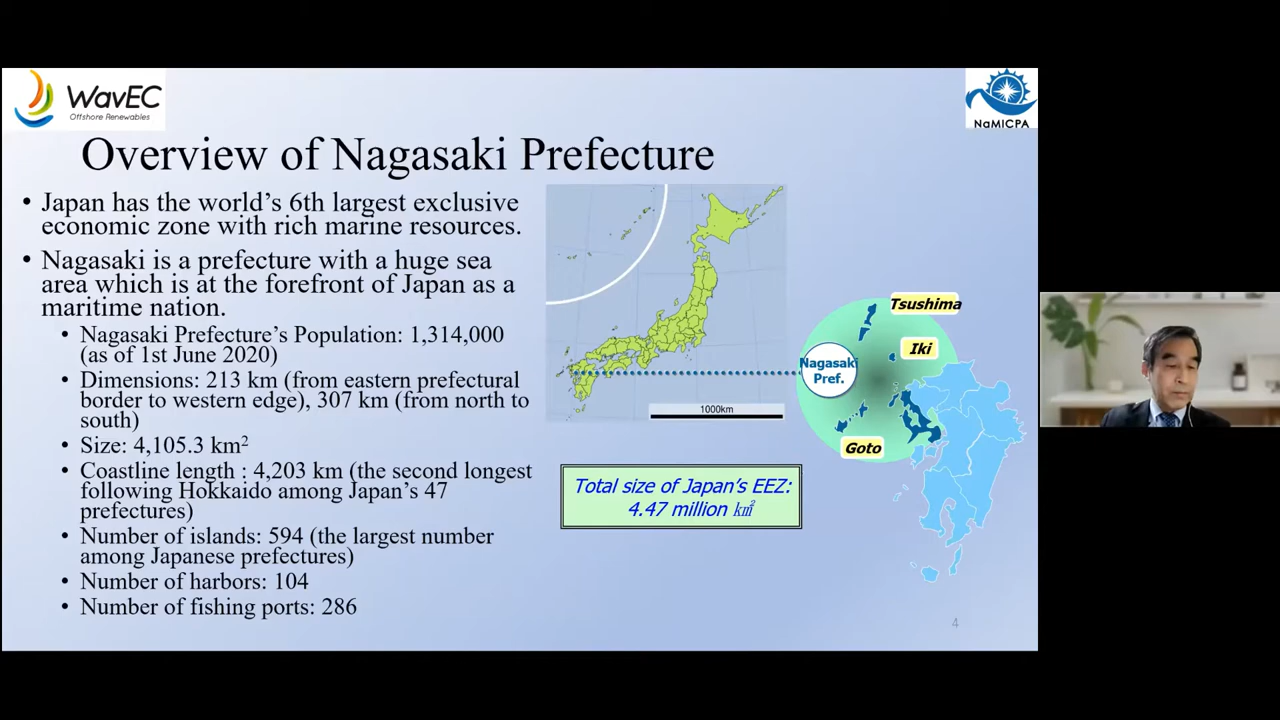 WavEC
Offshore Renewables
NaMICPA
Overview of Nagasaki Prefecture
• Japan has the world's 6th largest exclusive
economic zone with rich marine resources.
• Nagasaki is a prefecture with a huge sea
area which is at the forefront of Japan as a
maritime nation.
• Nagasaki Prefecture's Population: 1,314,000
(as of 1st June 2020)
• Dimensions: 213 km (from eastern prefectural
border to western edge), 307 km (from north to
south)
• Size: 4,105.3 km²
• Coastline length : 4,203 km (the second longest
following Hokkaido among Japan's 47
prefectures)
• Number of islands: 594 (the largest number
among Japanese prefectures)
• Number of harbors: 104
• Number of fishing ports: 286
1000km
Tsushima
Iki
Nagasaki
Pref.
Goto
Total size of Japan's EEZ:
4.47 million km²
4